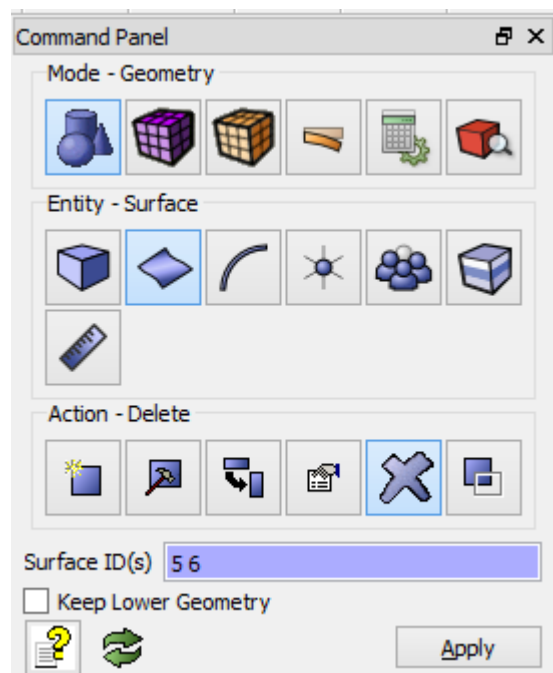 Command Panel
Mode - Geometry
Entity - Surface
Action - Delete
Surface ID(s) 5 6
Keep Lower Geometry
Apply